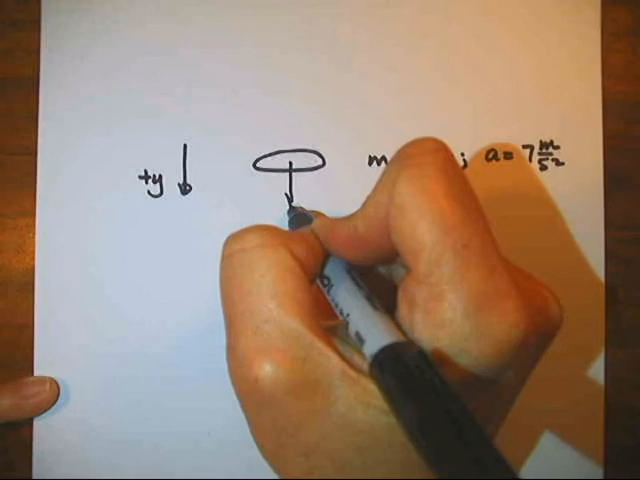 +y m ; a = 7 m/s²